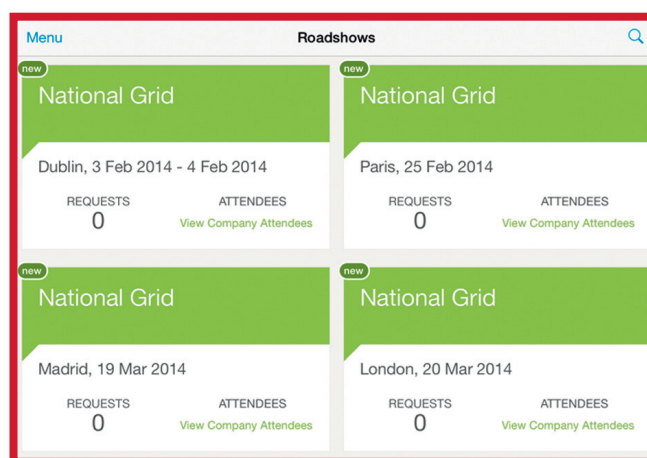 Menu
Roadshows
new
National Grid
Dublin, 3 Feb 2014 - 4 Feb 2014
REQUESTS
ATTENDEES
0
View Company Attendees
new
National Grid
Paris, 25 Feb 2014
REQUESTS
ATTENDEES
0
View Company Attendees
new
National Grid
Madrid, 19 Mar 2014
REQUESTS
ATTENDEES
0
View Company Attendees
new
National Grid
London, 20 Mar 2014
REQUESTS
ATTENDEES
0
View Company Attendees